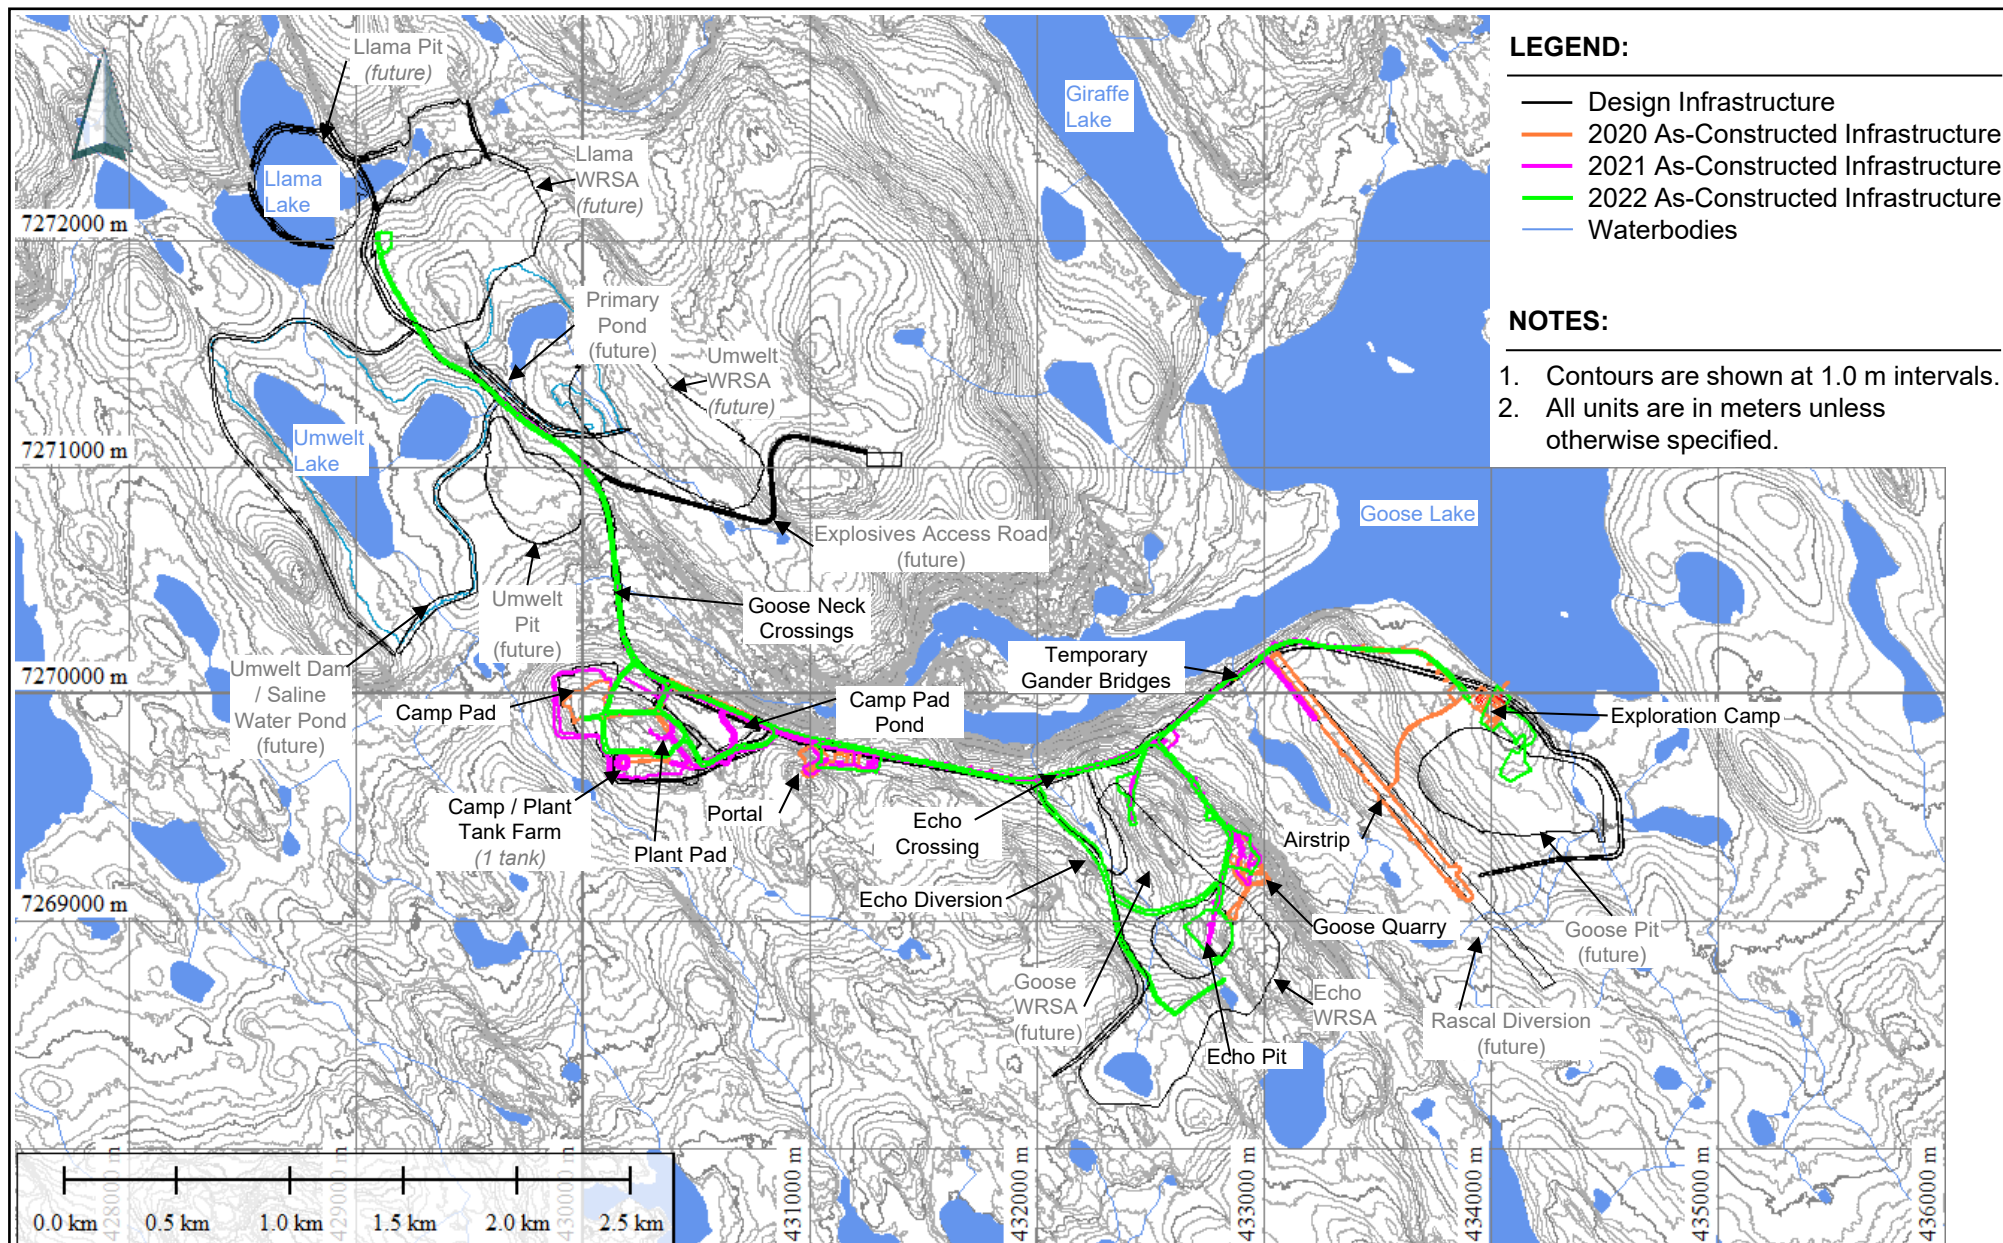 Llama Pit
(future)
Giraffe
Lake
Llama
WRSA
(future)
Llama
Lake
7272000 m
Primary
Pond
(future)
Umwelt
WRSA
(future)
Umwelt
Lake
7271000 m
Goose Lake
Explosives Access Road
(future)
Umwelt
Pit
(future)
Goose Neck
Crossings
Umwelt Dam
/ Saline
Water Pond
(future)
7270000 m
Temporary
Gander Bridges
Camp Pad
Camp Pad
Pond
Exploration Camp
Camp / Plant
Tank Farm
(1 tank)
Portal
Plant Pad
Echo
Crossing
Airstrip
Echo Diversion
7269000 m
Goose Quarry
Goose Pit
(future)
Goose
WRSA
(future)
Echo
WRSA
Rascal Diversion
(future)
Echo Pit
428000 m
429000 m
430000 m
431000 m
432000 m
433000 m
434000 m
435000 m
436000 m
0.0 km 0.5 km 1.0 km 1.5 km 2.0 km 2.5 km
LEGEND:
Design Infrastructure
2020 As-Constructed Infrastructure
2021 As-Constructed Infrastructure
2022 As-Constructed Infrastructure
Waterbodies
NOTES:
1. Contours are shown at 1.0 m intervals.
2. All units are in meters unless
otherwise specified.